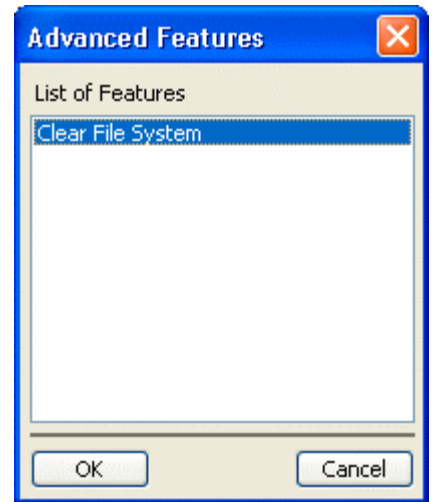 Advanced Features
List of Features
Clear File System
OK
Cancel